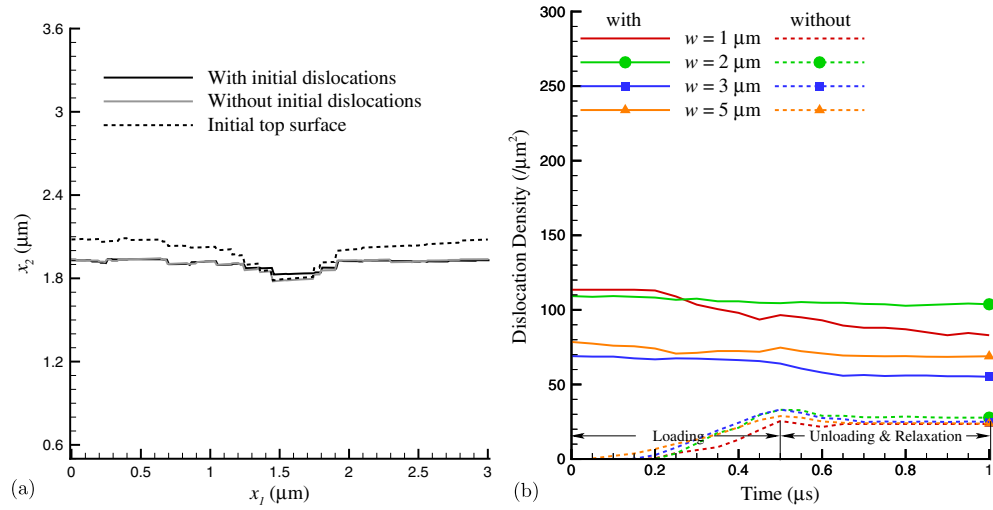 3.6
3
2.4
1.8
1.2
0.6
x2 (μm)
0
0.5
1
1.5
2
2.5
3
x1 (μm)
With initial dislocations
Without initial dislocations
Initial top surface
(a)
300
250
200
150
100
50
0
Dislocation Density (/μm²)
with
without
w = 1 μm
w = 2 μm
w = 3 μm
w = 5 μm
Loading
Unloading & Relaxation
0
0.2
0.4
0.6
0.8
1
Time (μs)
(b)